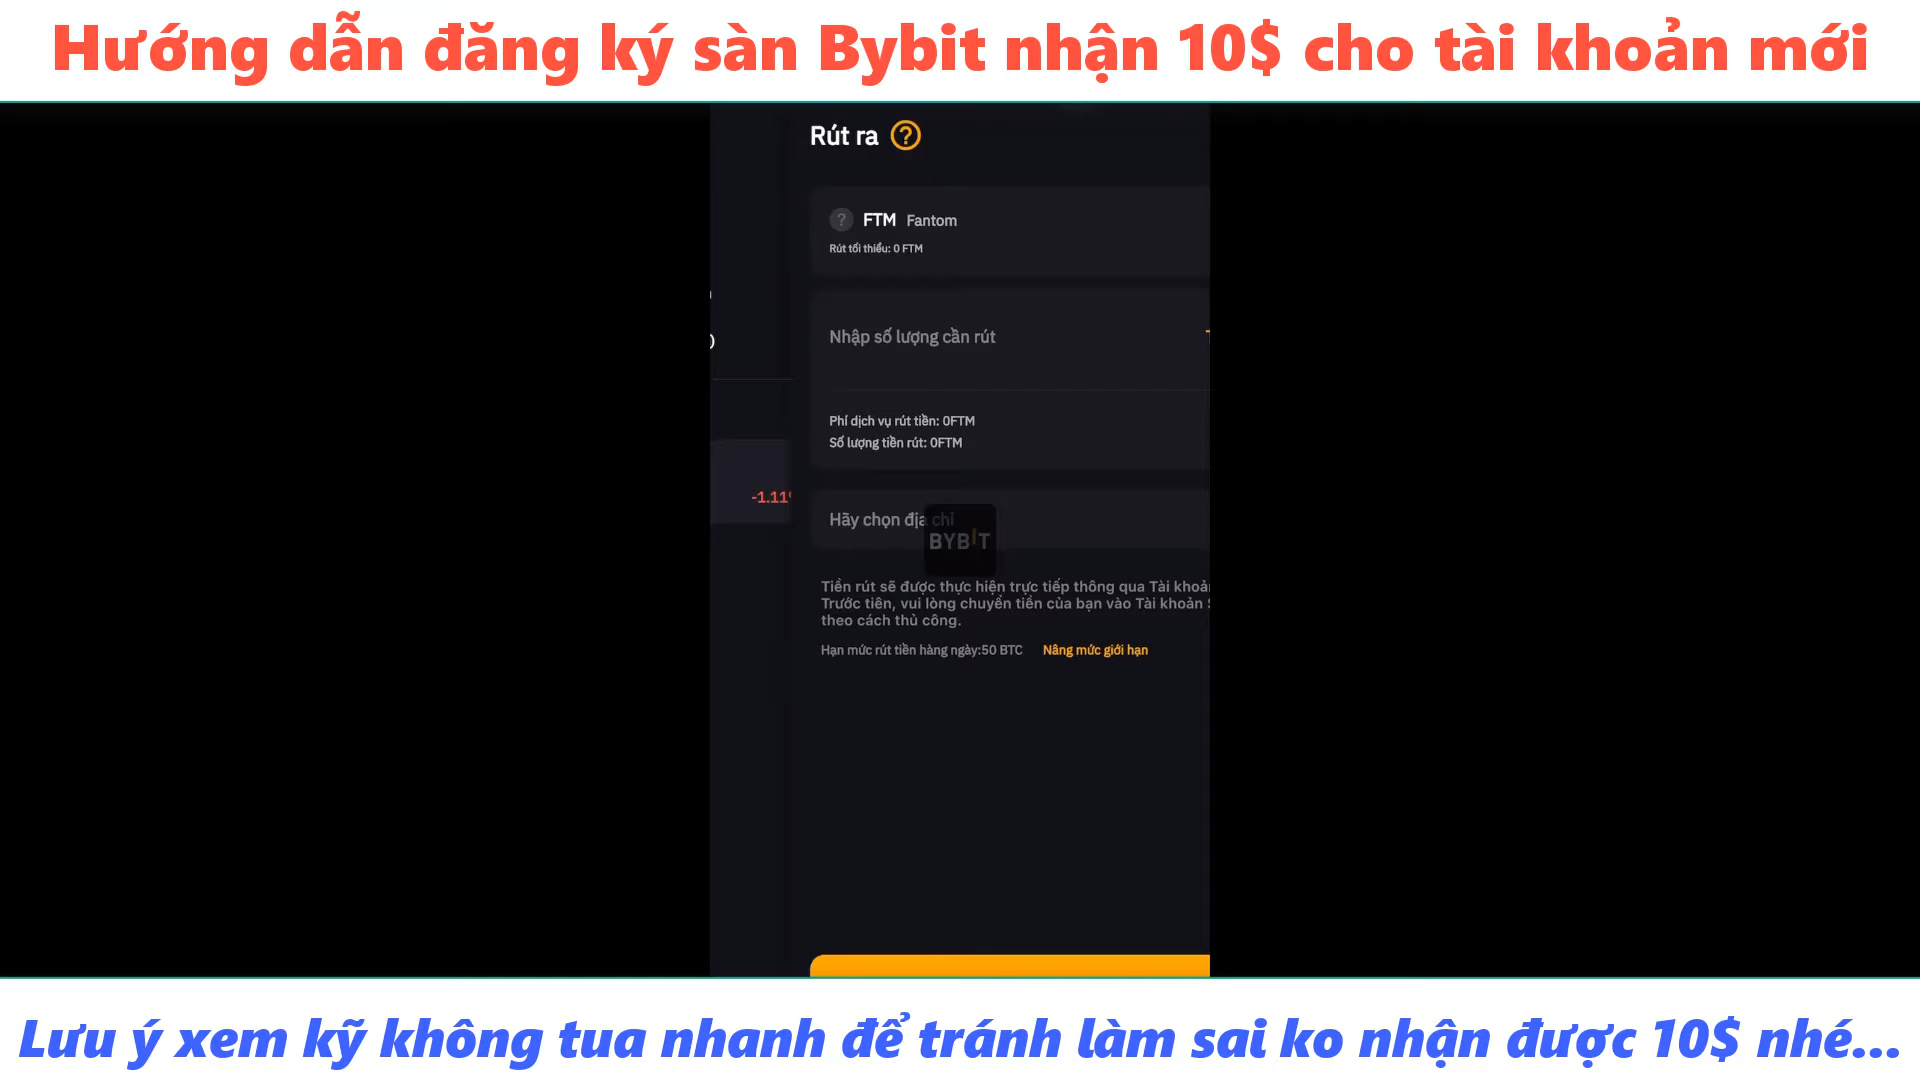 Hướng dẫn đăng ký sàn Bybit nhận 10$ cho tài khoản mới
Rút ra ?
? FTM Fantom
Rút tối thiểu: 0 FTM
Nhập số lượng cần rút
Phí dịch vụ rút tiền: 0FTM
Số lượng tiền rút: 0FTM
-1.11
Hãy chọn địa chỉ
BYBIT
Tiền rút sẽ được thực hiện trực tiếp thông qua Tài
Trước tiên, vui lòng chuyển tiền của bạn vào Tài khoản
theo cách thủ công.
Hạn mức rút tiền hàng ngày:50 BTC Nâng mức giới hạn
Lưu ý xem kỹ không tua nhanh để tránh làm sai ko nhận được 10$ nhé...